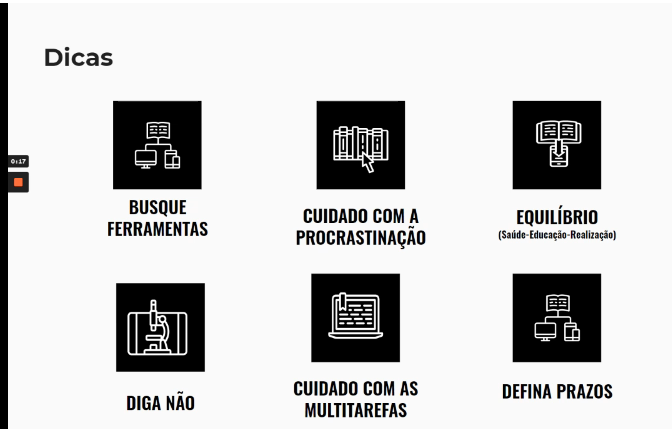 Dicas
0:17
BUSQUE
FERRAMENTAS
CUIDADO COM A
PROCRASTINAÇÃO
EQUILÍBRIO
(Saúde-Educação-Realização)
DIGA NÃO
CUIDADO COM AS
MULTITAREFAS
DEFINA PRAZOS